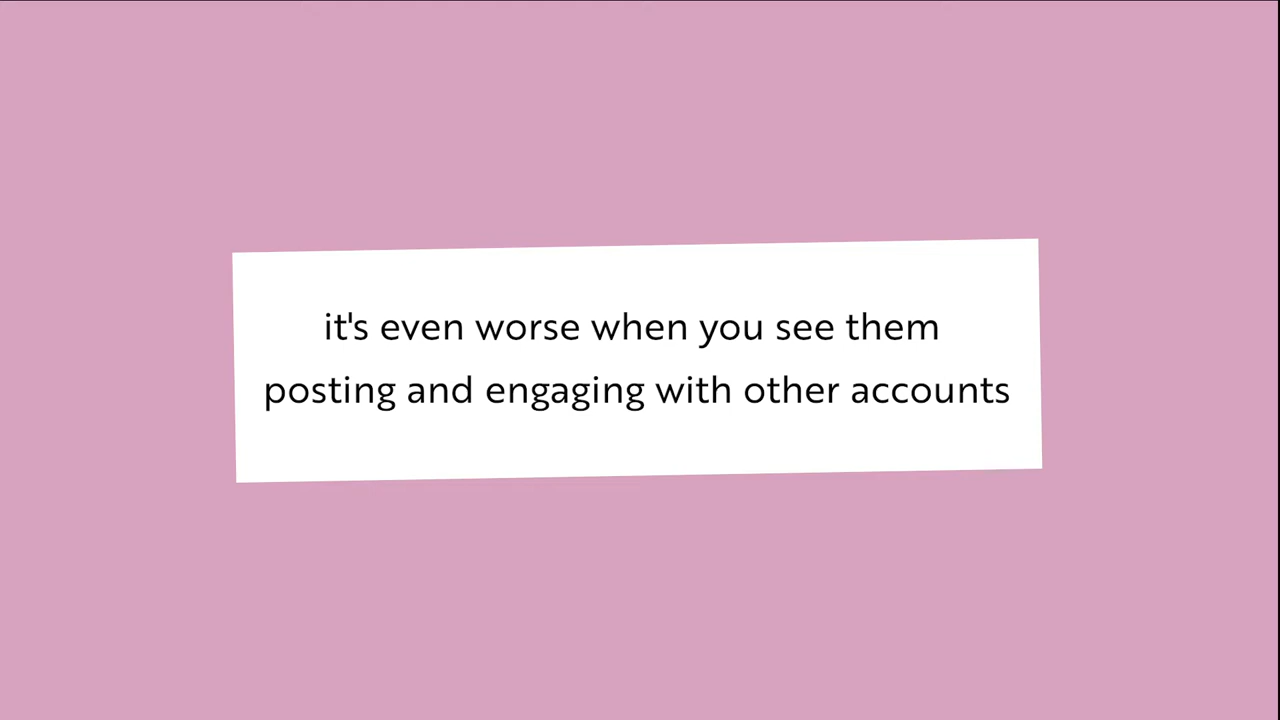 it's even worse when you see them
posting and engaging with other accounts